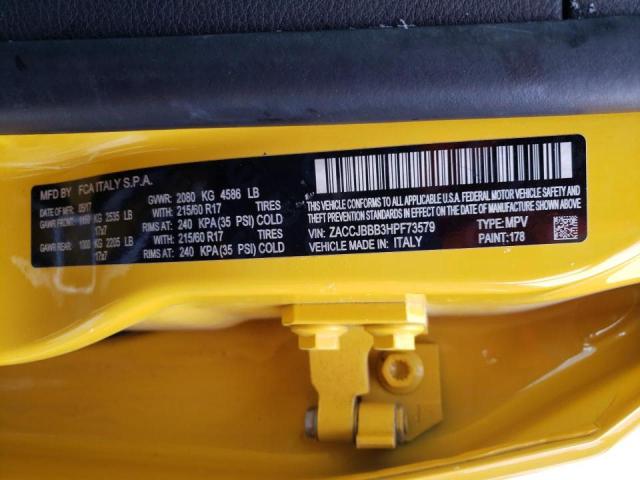 MFD BY FCA ITALY S.P.A.
DATE OF MFR: 05/17 GVWR: 2080 KG 4586 LB
GAWR FRONT: 1150 KG 2535 LB WITH 215/60 R17 TIRES
17x7 RIMS AT: 240 KPA(35 PSI) COLD
GAWR REAR: 1000 KG 2205 LB WITH 215/60 R17 TIRES
17x7 RIMS AT: 240 KPA(35 PSI) COLD
THIS VEHICLE CONFORMS TO ALL APPLICABLE U.S.A. FEDERAL MOTOR VEHICLE SAFETY, BUMPER AND
THEFT PREVENTION STANDARDS IN EFFECT ON THE DATE OF MANUFACTURE SHOWN ABOVE.
VIN: ZACCJBBB3HPF73579 TYPE: MPV
VEHICLE MADE IN: ITALY PAINT: 178